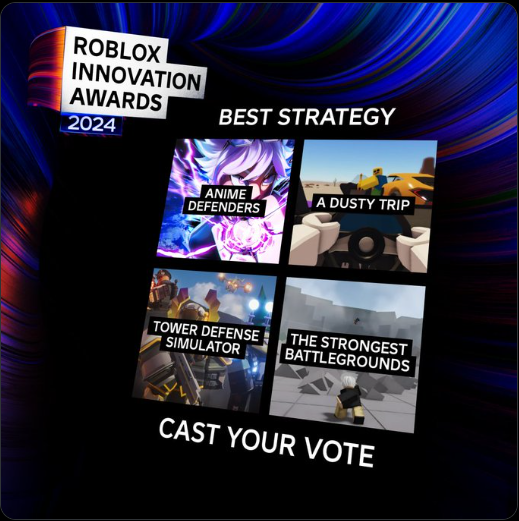 ROBLOX
INNOVATION
AWARDS
2024
BEST STRATEGY
ANIME
DEFENDERS
A DUSTY TRIP
TOWER DEFENSE
SIMULATOR
THE STRONGEST
BATTLEGROUNDS
CAST YOUR VOTE